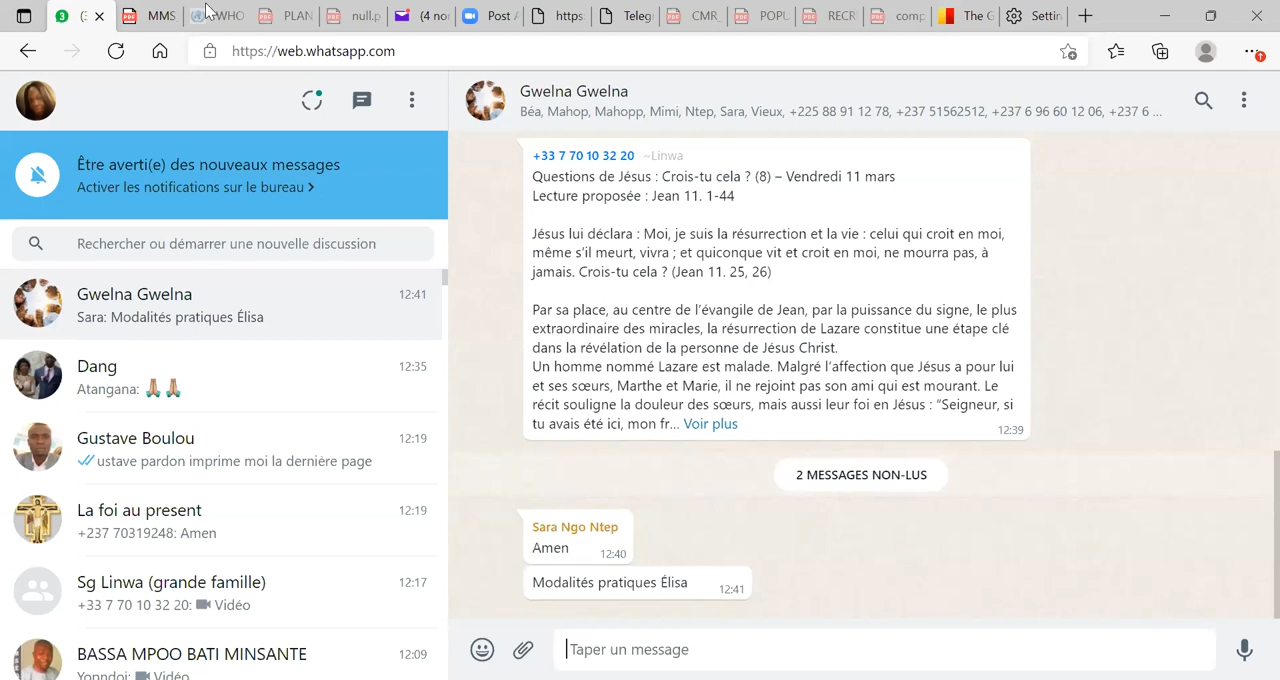 3 (3 MMS WHO PLAN null.p (4 no Post A https: Teleg CMR_ POPU RECR comp The G Settin
https://web.whatsapp.com
Être averti(e) des nouveaux messages
Activer les notifications sur le bureau >
Rechercher ou démarrer une nouvelle discussion
Gwelna Gwelna 12:41
Sara: Modalités pratiques Élisa
Dang 12:35
Atangana: 🙏🙏
Gustave Boulou 12:19
ustave pardon imprime moi la dernière page
La foi au present 12:19
+237 70319248: Amen
Sg Linwa (grande famille) 12:17
+33 7 70 10 32 20: Vidéo
BASSA MPOO BATI MINSANTE 12:09
Yonndoi: Vidéo
Gwelna Gwelna
Béa, Mahop, Mahopp, Mimi, Ntep, Sara, Vieux, +225 88 91 12 78, +237 51562512, +237 6 96 60 12 06, +237 6 ...
+33 7 70 10 32 20 ~Linwa
Questions de Jésus : Crois-tu cela ? (8) – Vendredi 11 mars
Lecture proposée : Jean 11. 1-44
Jésus lui déclara : Moi, je suis la résurrection et la vie : celui qui croit en moi,
même s'il meurt, vivra ; et quiconque vit et croit en moi, ne mourra pas, à
jamais. Crois-tu cela ? (Jean 11. 25, 26)
Par sa place, au centre de l'évangile de Jean, par la puissance du signe, le plus
extraordinaire des miracles, la résurrection de Lazare constitue une étape clé
dans la révélation de la personne de Jésus Christ.
Un homme nommé Lazare est malade. Malgré l'affection que Jésus a pour lui
et ses sœurs, Marthe et Marie, il ne rejoint pas son ami qui est mourant. Le
récit souligne la douleur des sœurs, mais aussi leur foi en Jésus : "Seigneur, si
tu avais été ici, mon fr... Voir plus
12:39
2 MESSAGES NON-LUS
Sara Ngo Ntep
Amen 12:40
Modalités pratiques Élisa 12:41
Taper un message